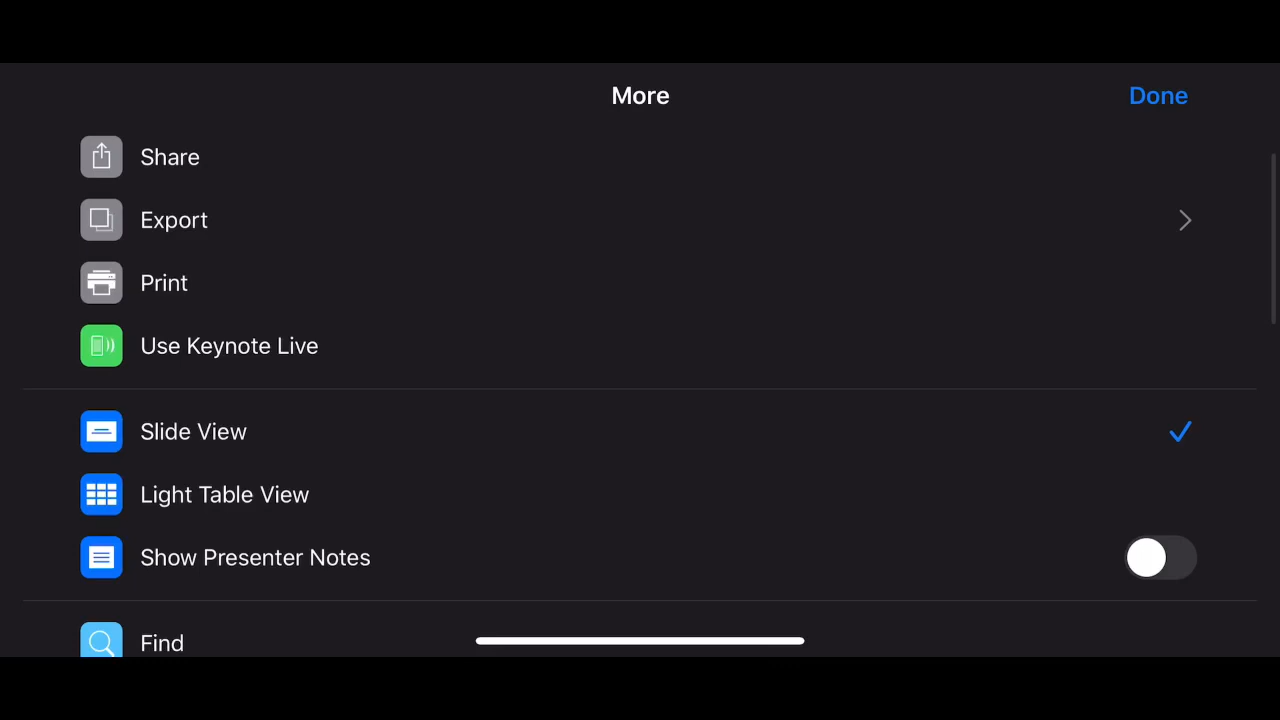 More
Done
Share
Export
Print
Use Keynote Live
Slide View
Light Table View
Show Presenter Notes
Find